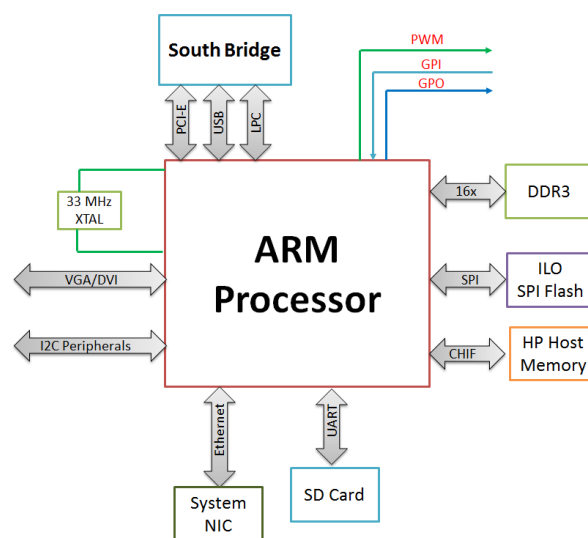 South Bridge
PWM
GPI
GPO
PCI-E
USB
LPC
33 MHz
XTAL
16x
DDR3
ARM
Processor
VGA/DVI
SPI
ILO
SPI Flash
I2C Peripherals
CHIF
HP Host
Memory
Ethernet
UART
System
NIC
SD Card